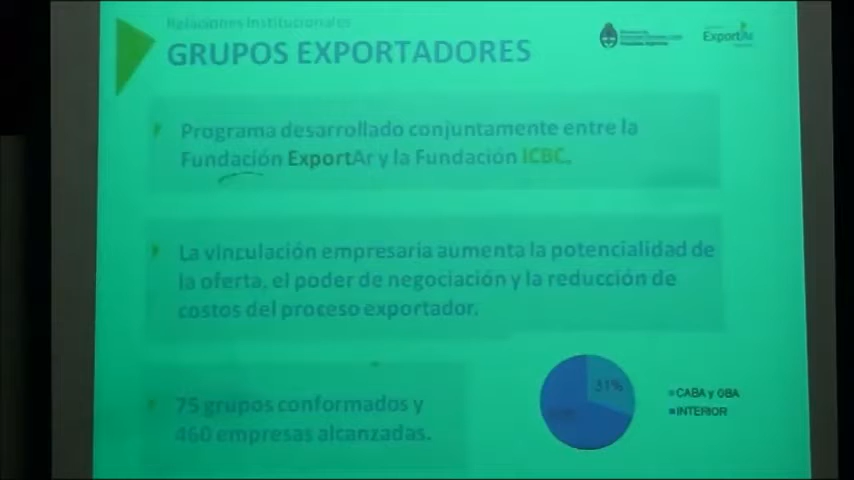 Relaciones Institucionales
GRUPOS EXPORTADORES
ExportAr
Programa desarrollado conjuntamente entre la
Fundación ExportAr y la Fundación ICBC.
La vinculación empresaria aumenta la potencialidad de
la oferta, el poder de negociación y la reducción de
costos del proceso exportador.
75 grupos conformados y
460 empresas alcanzadas.
31%
CABA y GBA
INTERIOR